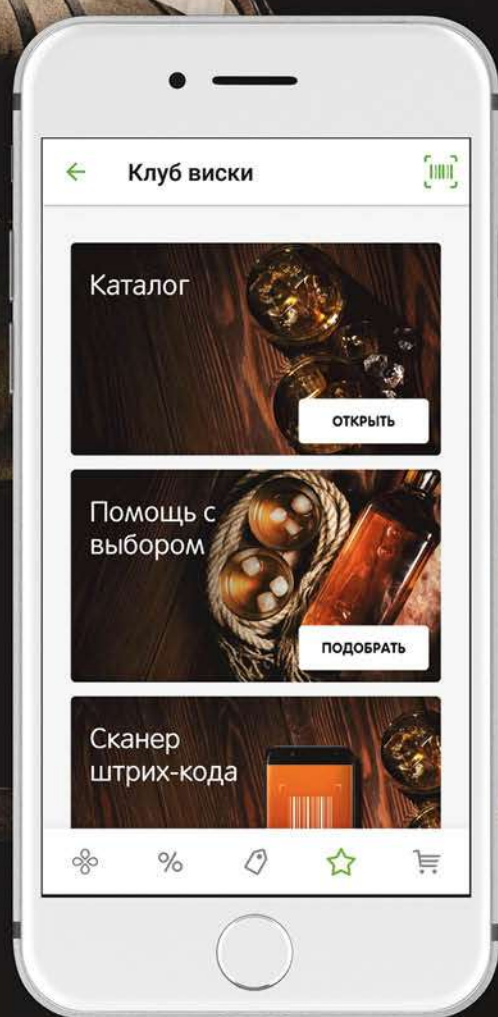 Клуб виски
Каталог
ОТКРЫТЬ
Помощь с
выбором
ПОДОБРАТЬ
Сканер
штрих-кода
%